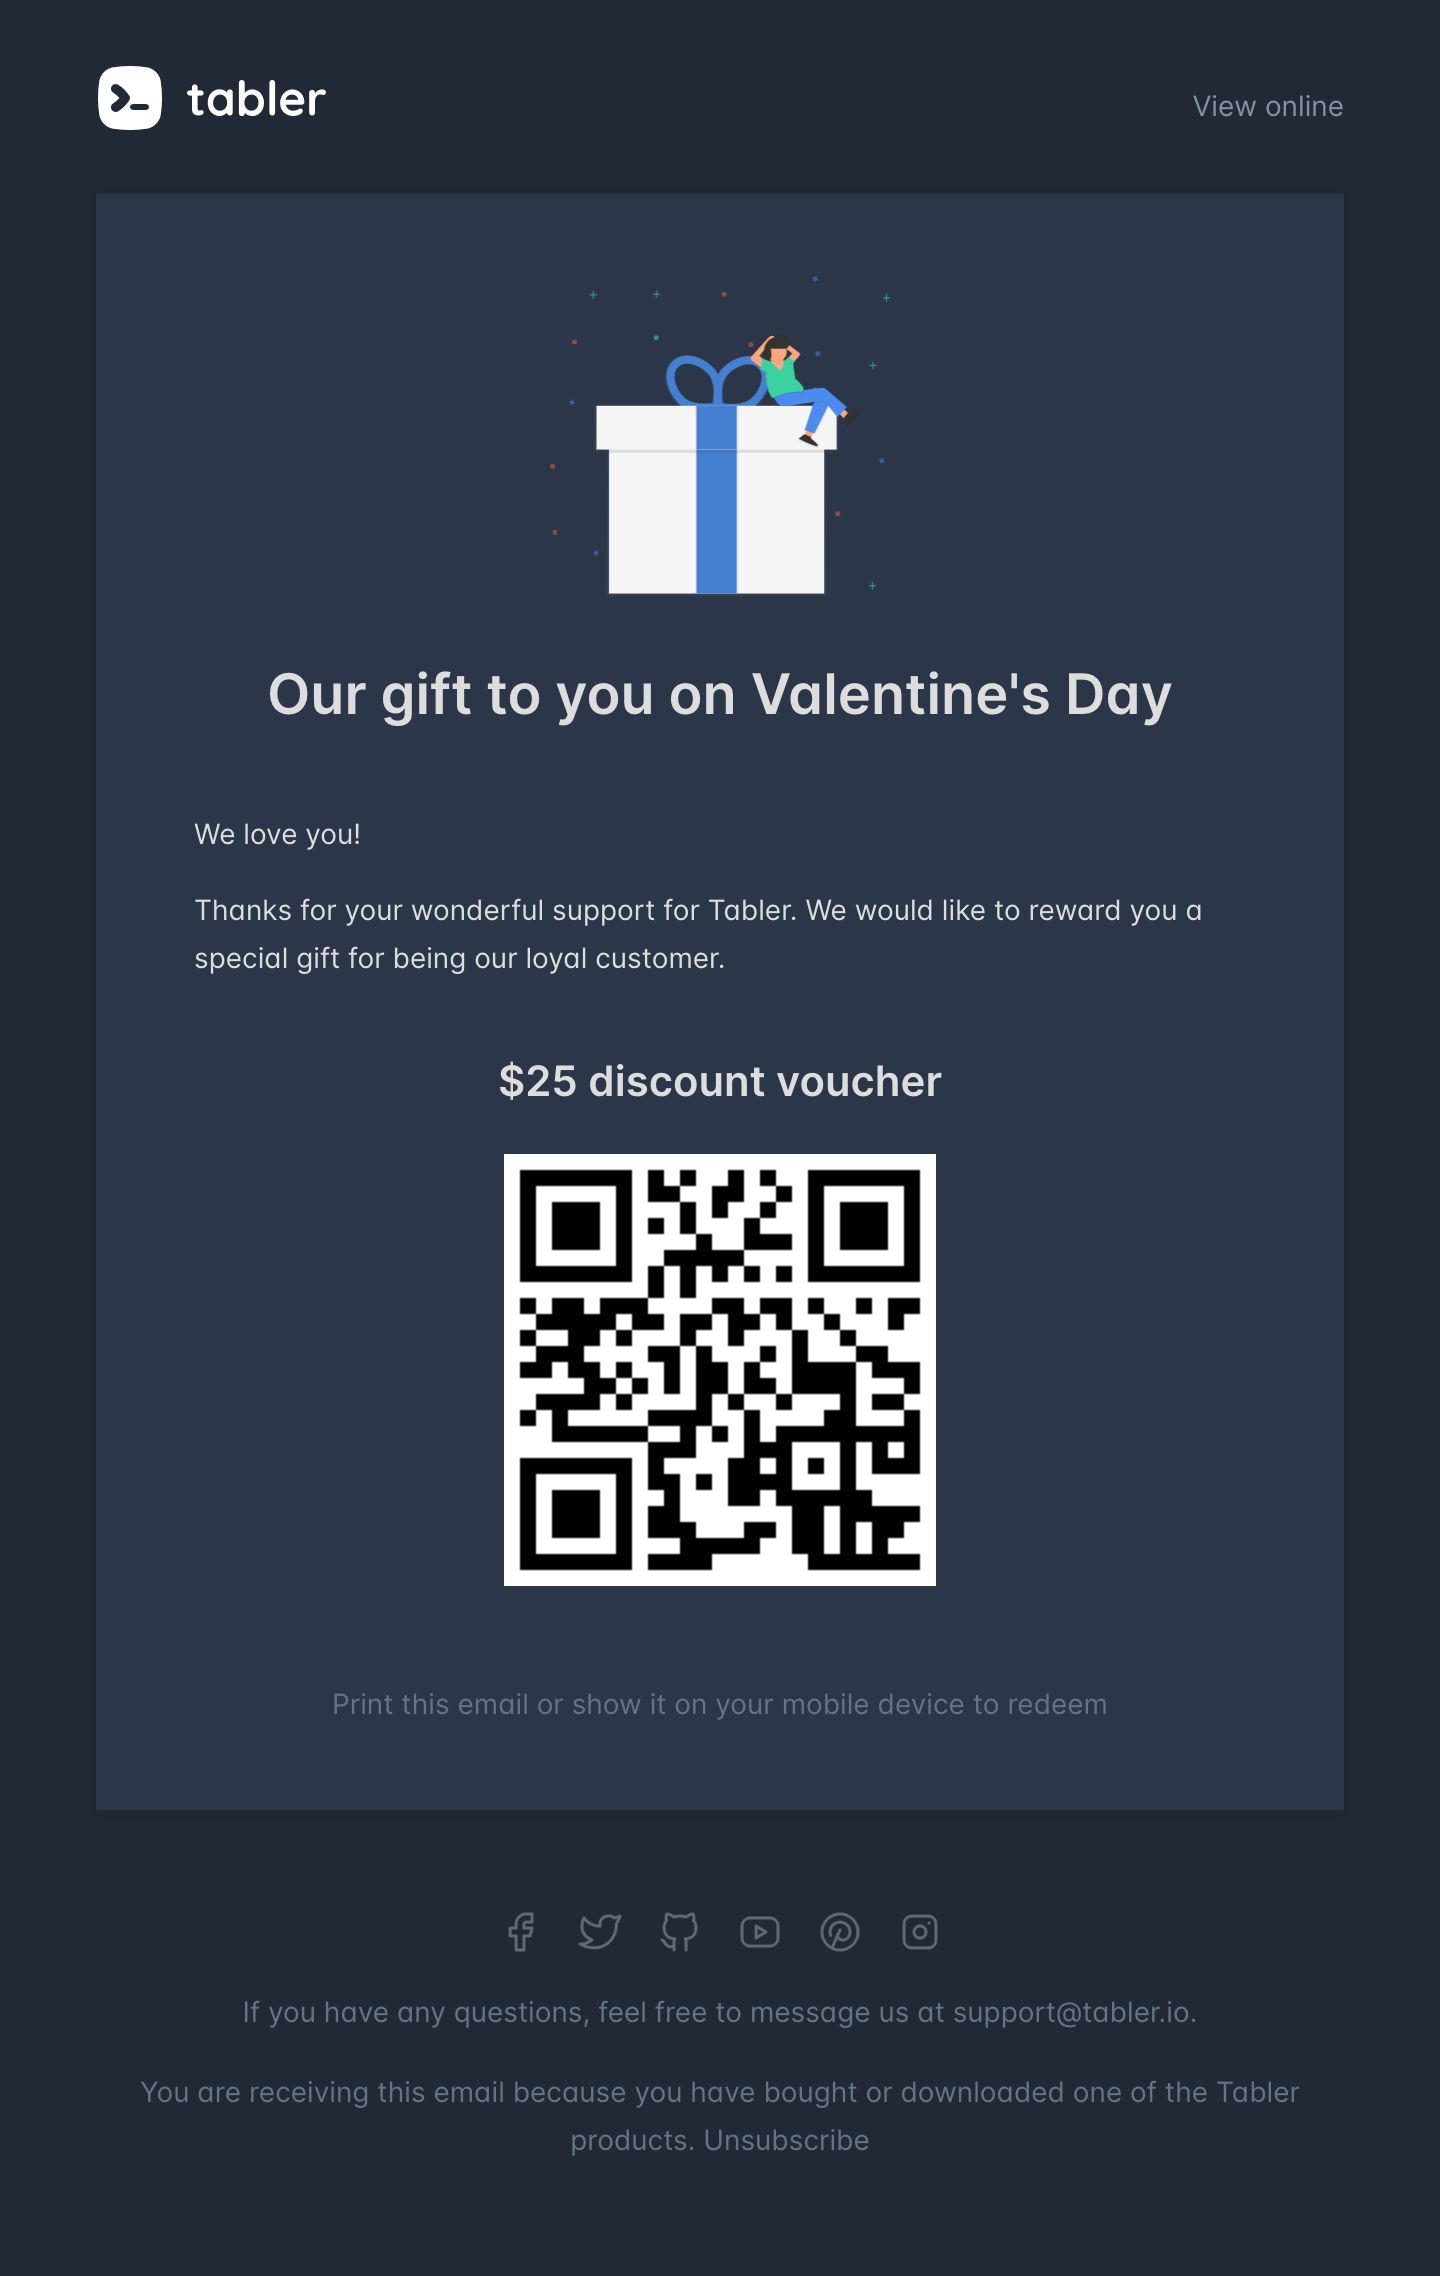 tabler
View online
Our gift to you on Valentine's Day
We love you!
Thanks for your wonderful support for Tabler. We would like to reward you a
special gift for being our loyal customer.
$25 discount voucher
Print this email or show it on your mobile device to redeem
If you have any questions, feel free to message us at support@tabler.io.
You are receiving this email because you have bought or downloaded one of the Tabler
products. Unsubscribe